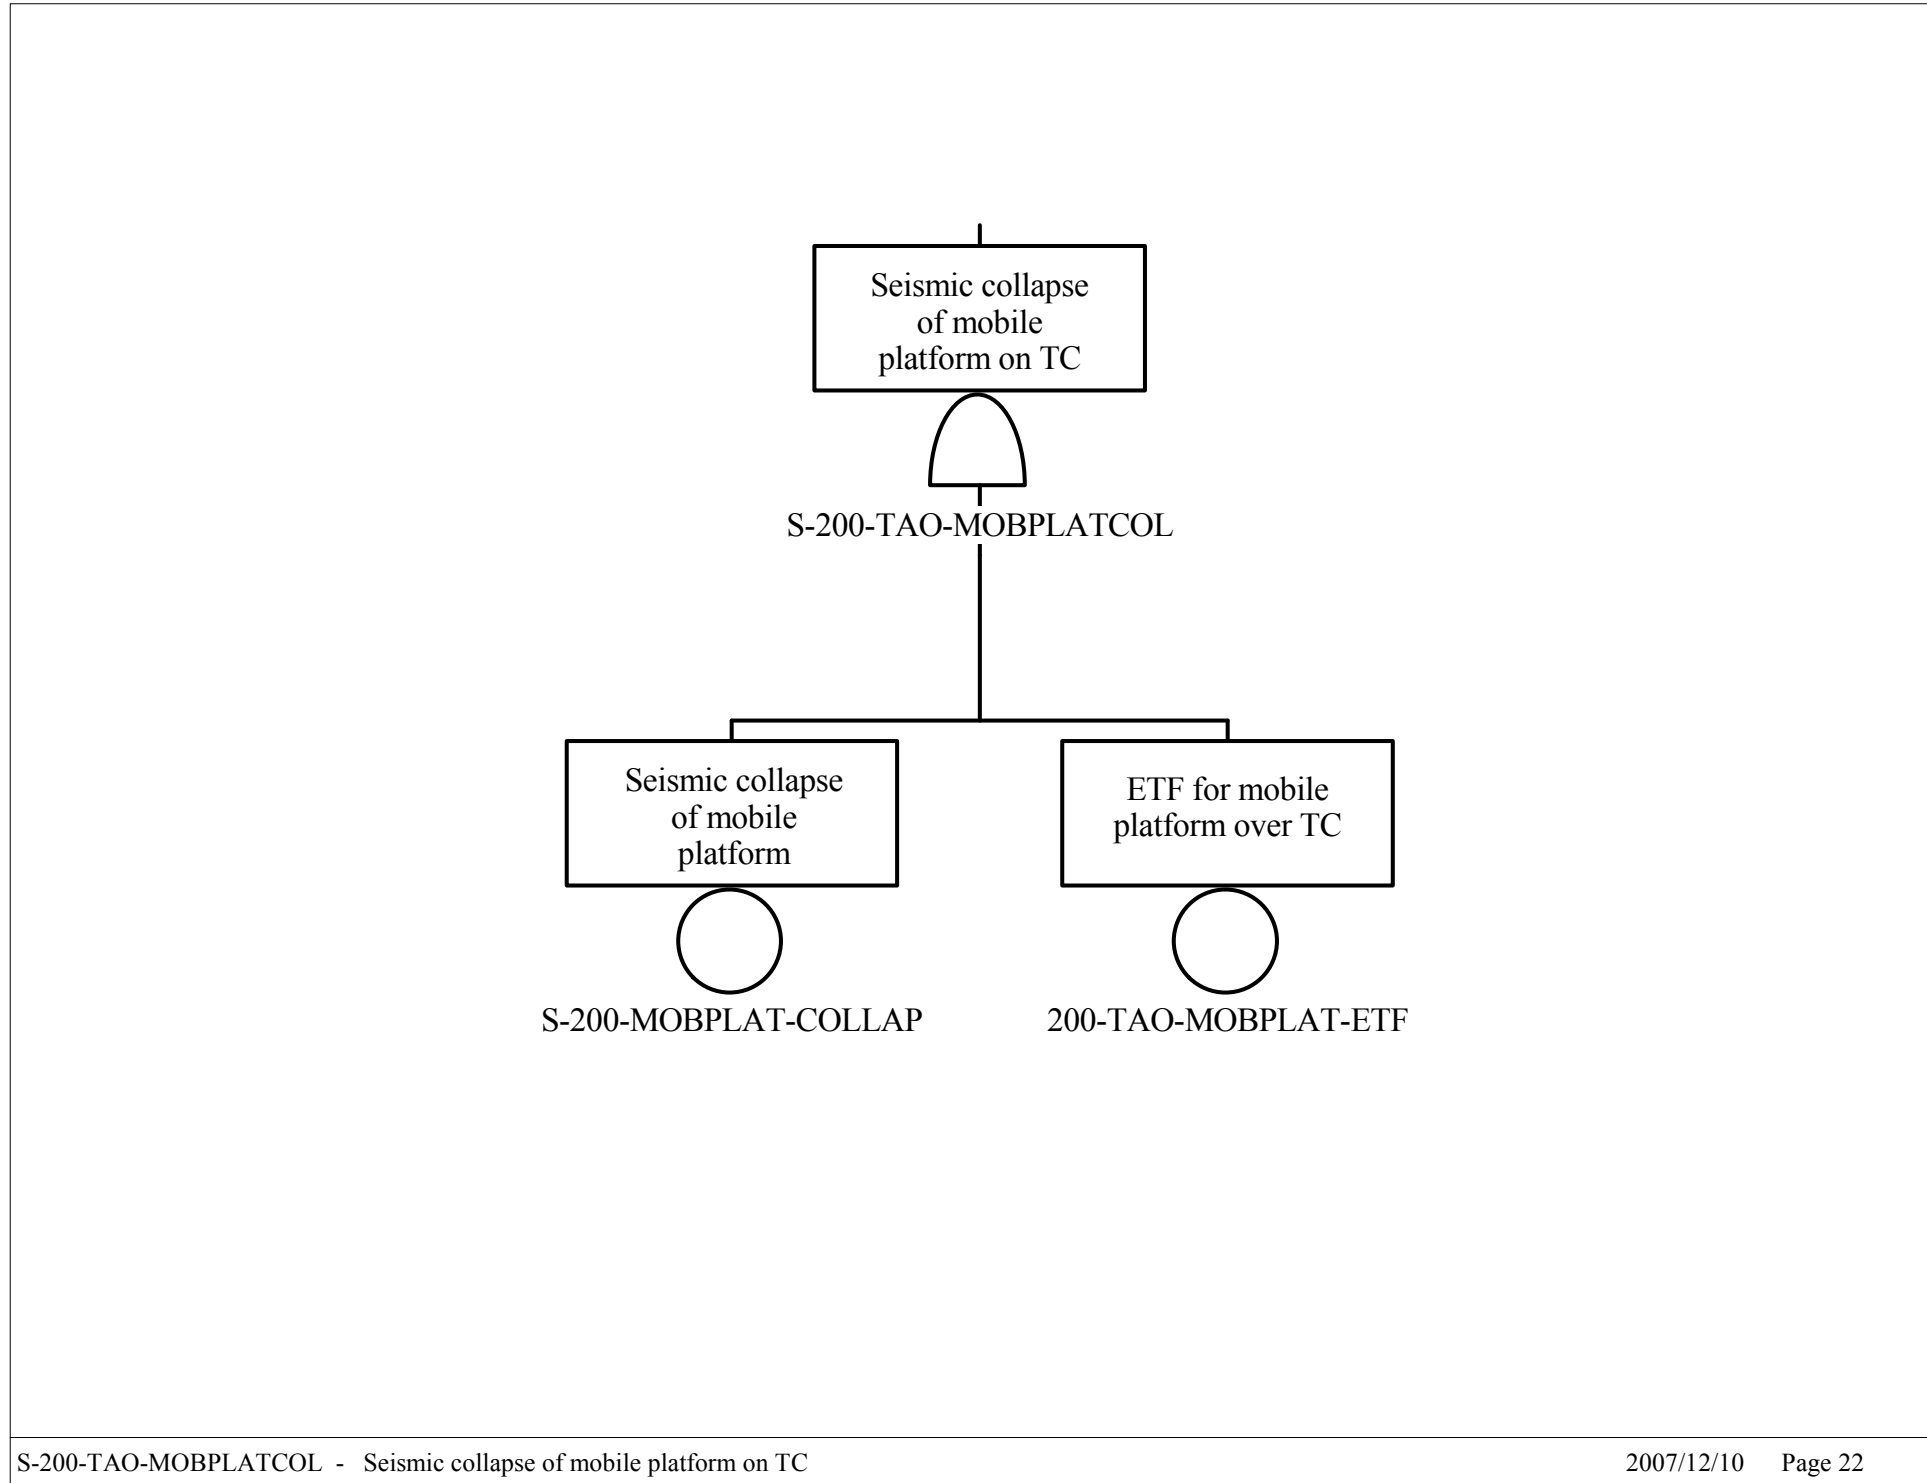 Seismic collapse
of mobile
platform on TC
S-200-TAO-MOBPLATCOL
Seismic collapse
of mobile
platform
ETF for mobile
platform over TC
S-200-MOBPLAT-COLLAP
200-TAO-MOBPLAT-ETF
S-200-TAO-MOBPLATCOL - Seismic collapse of mobile platform on TC
2007/12/10 Page 22